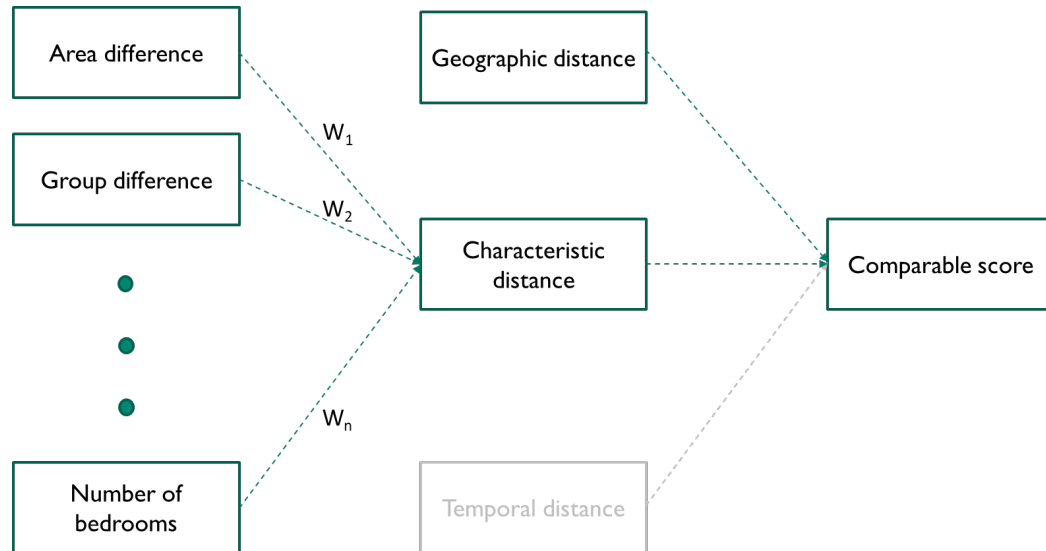 Area difference
Geographic distance
W1
Group difference
W2
Characteristic
distance
Comparable score
Wn
Number of
bedrooms
Temporal distance